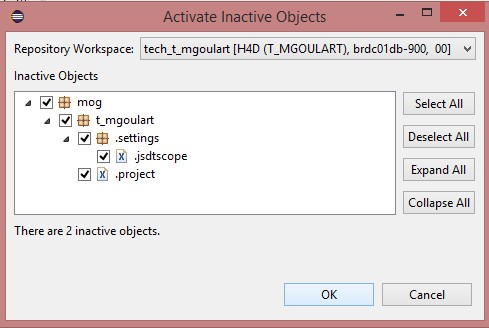 Activate Inactive Objects
Repository Workspace: tech_t_mgoulart [H4D (T_MGOULART), brdc01db-900, 00]
Inactive Objects
mog
t_mgoulart
.settings
.jsdtscope
.project
Select All
Deselect All
Expand All
Collapse All
There are 2 inactive objects.
OK Cancel